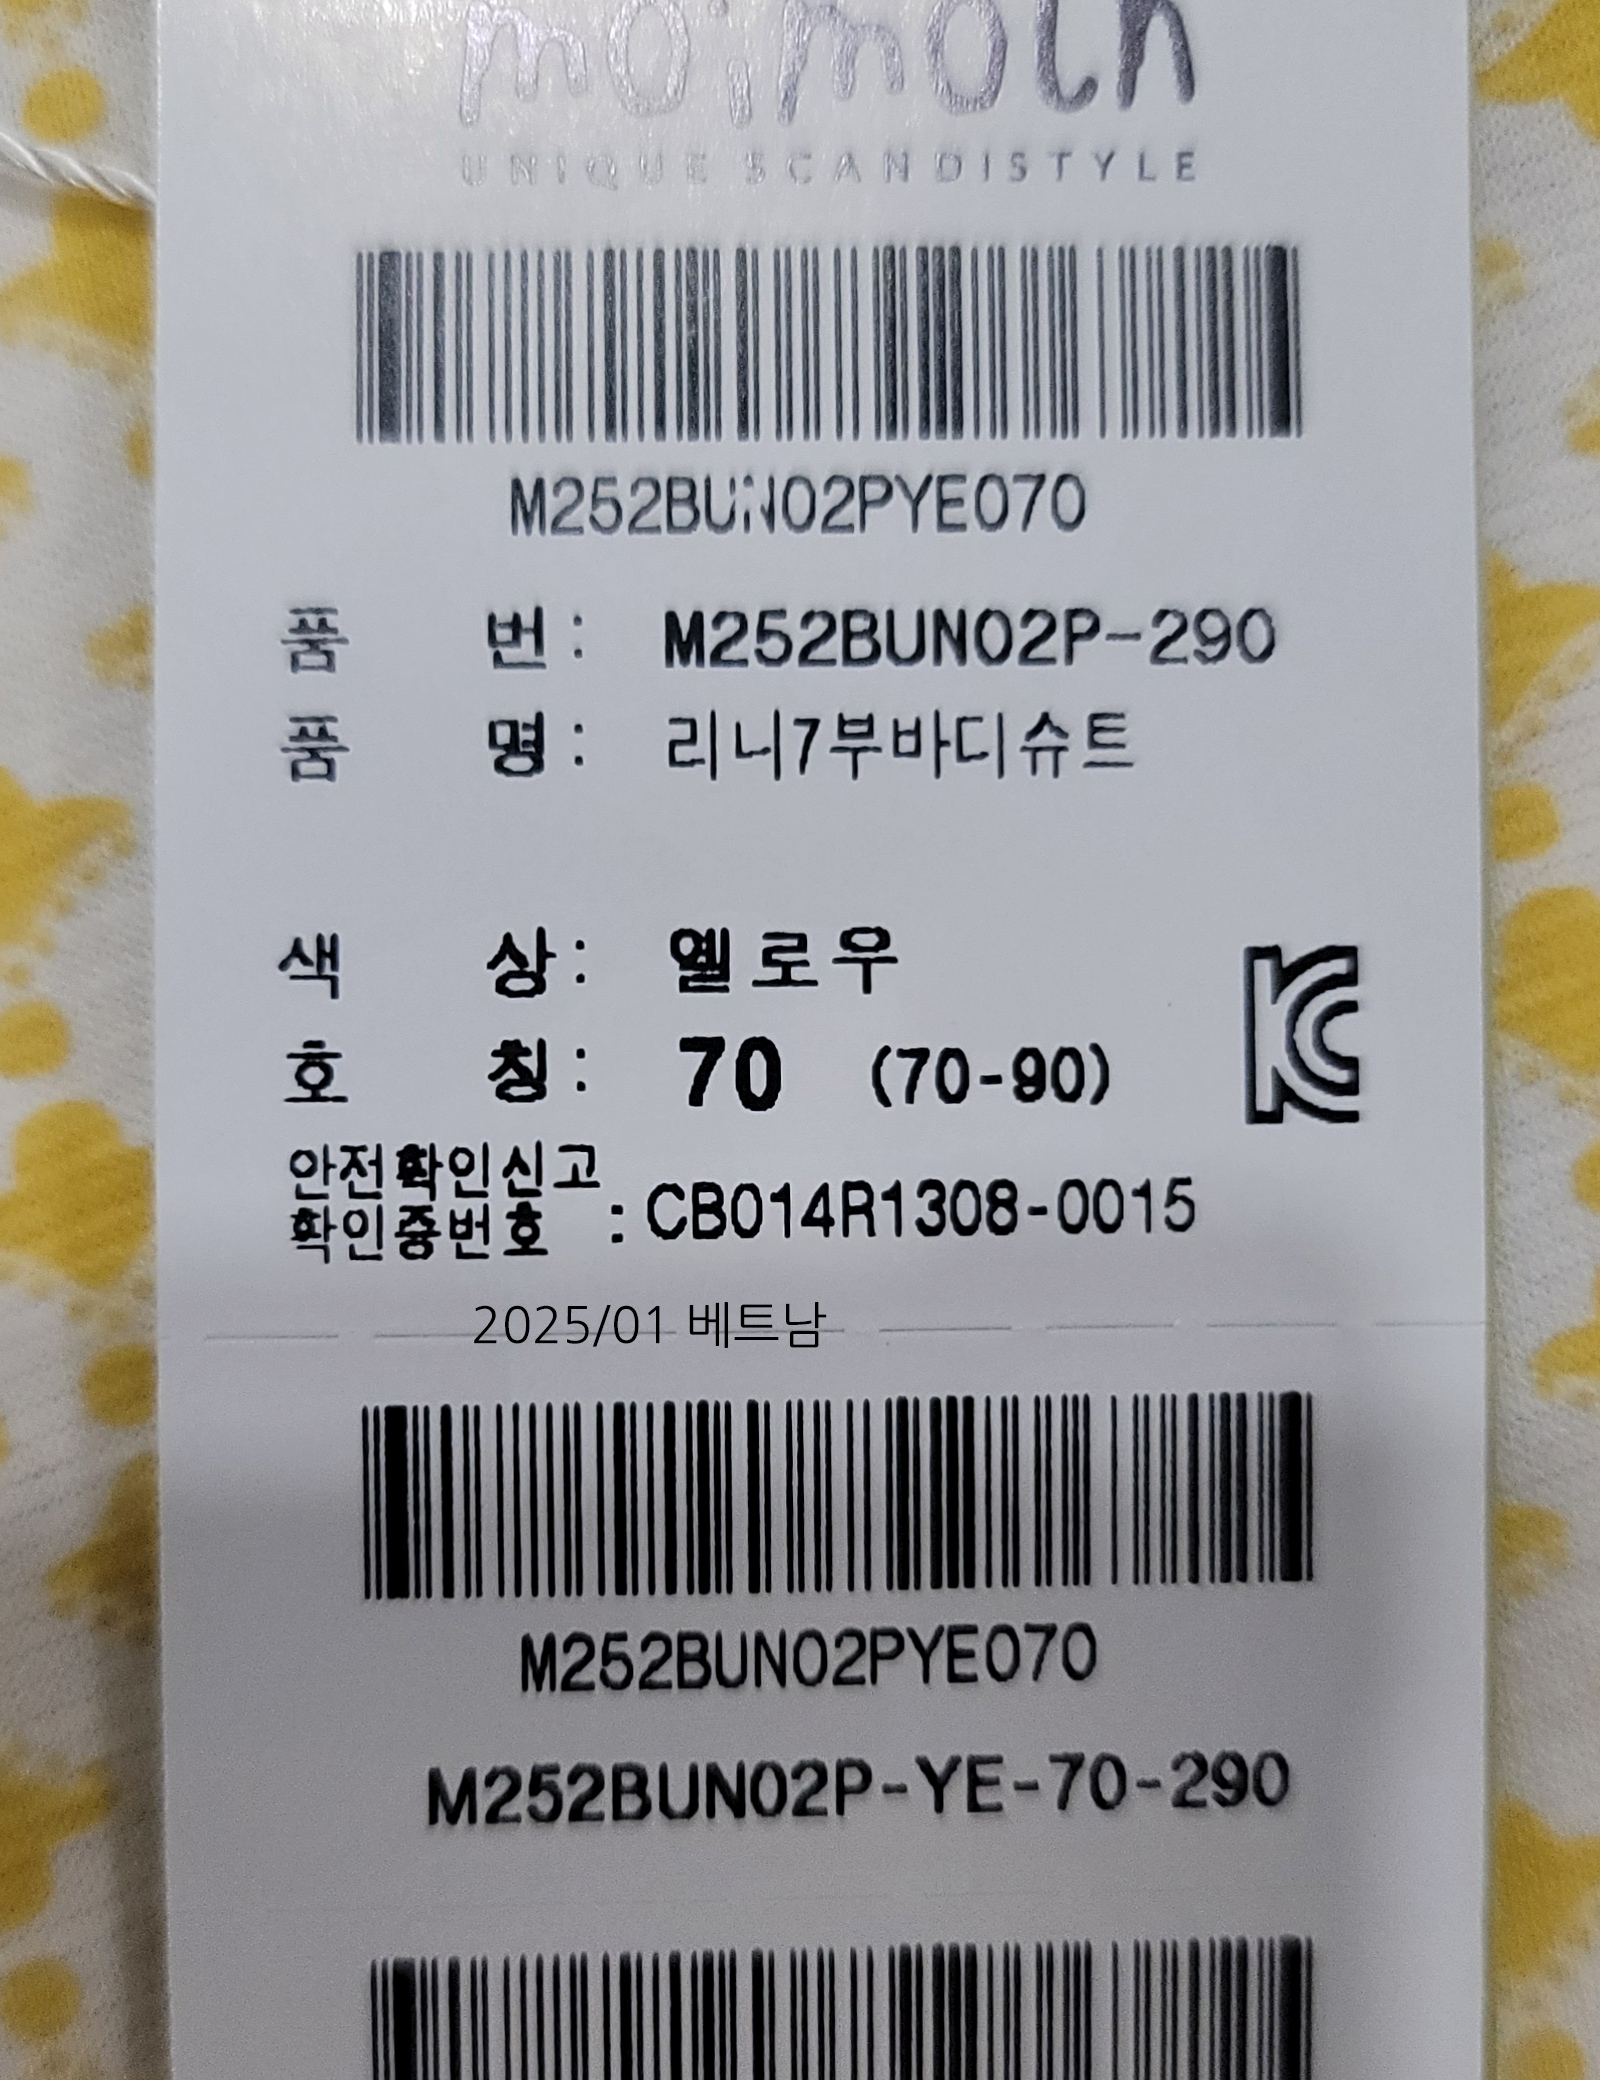 moimoln
UNIQUE SCANDISTYLE
M252BUN02PYE070
품 번 : M252BUN02P-290
품 명 : 리니7부바디슈트
색 상 : 옐로우
호 칭 : 70 (70-90)
안전확인신고
확인증번호 : CB014R1308-0015
2025/01 베트남
M252BUN02PYE070
M252BUN02P-YE-70-290